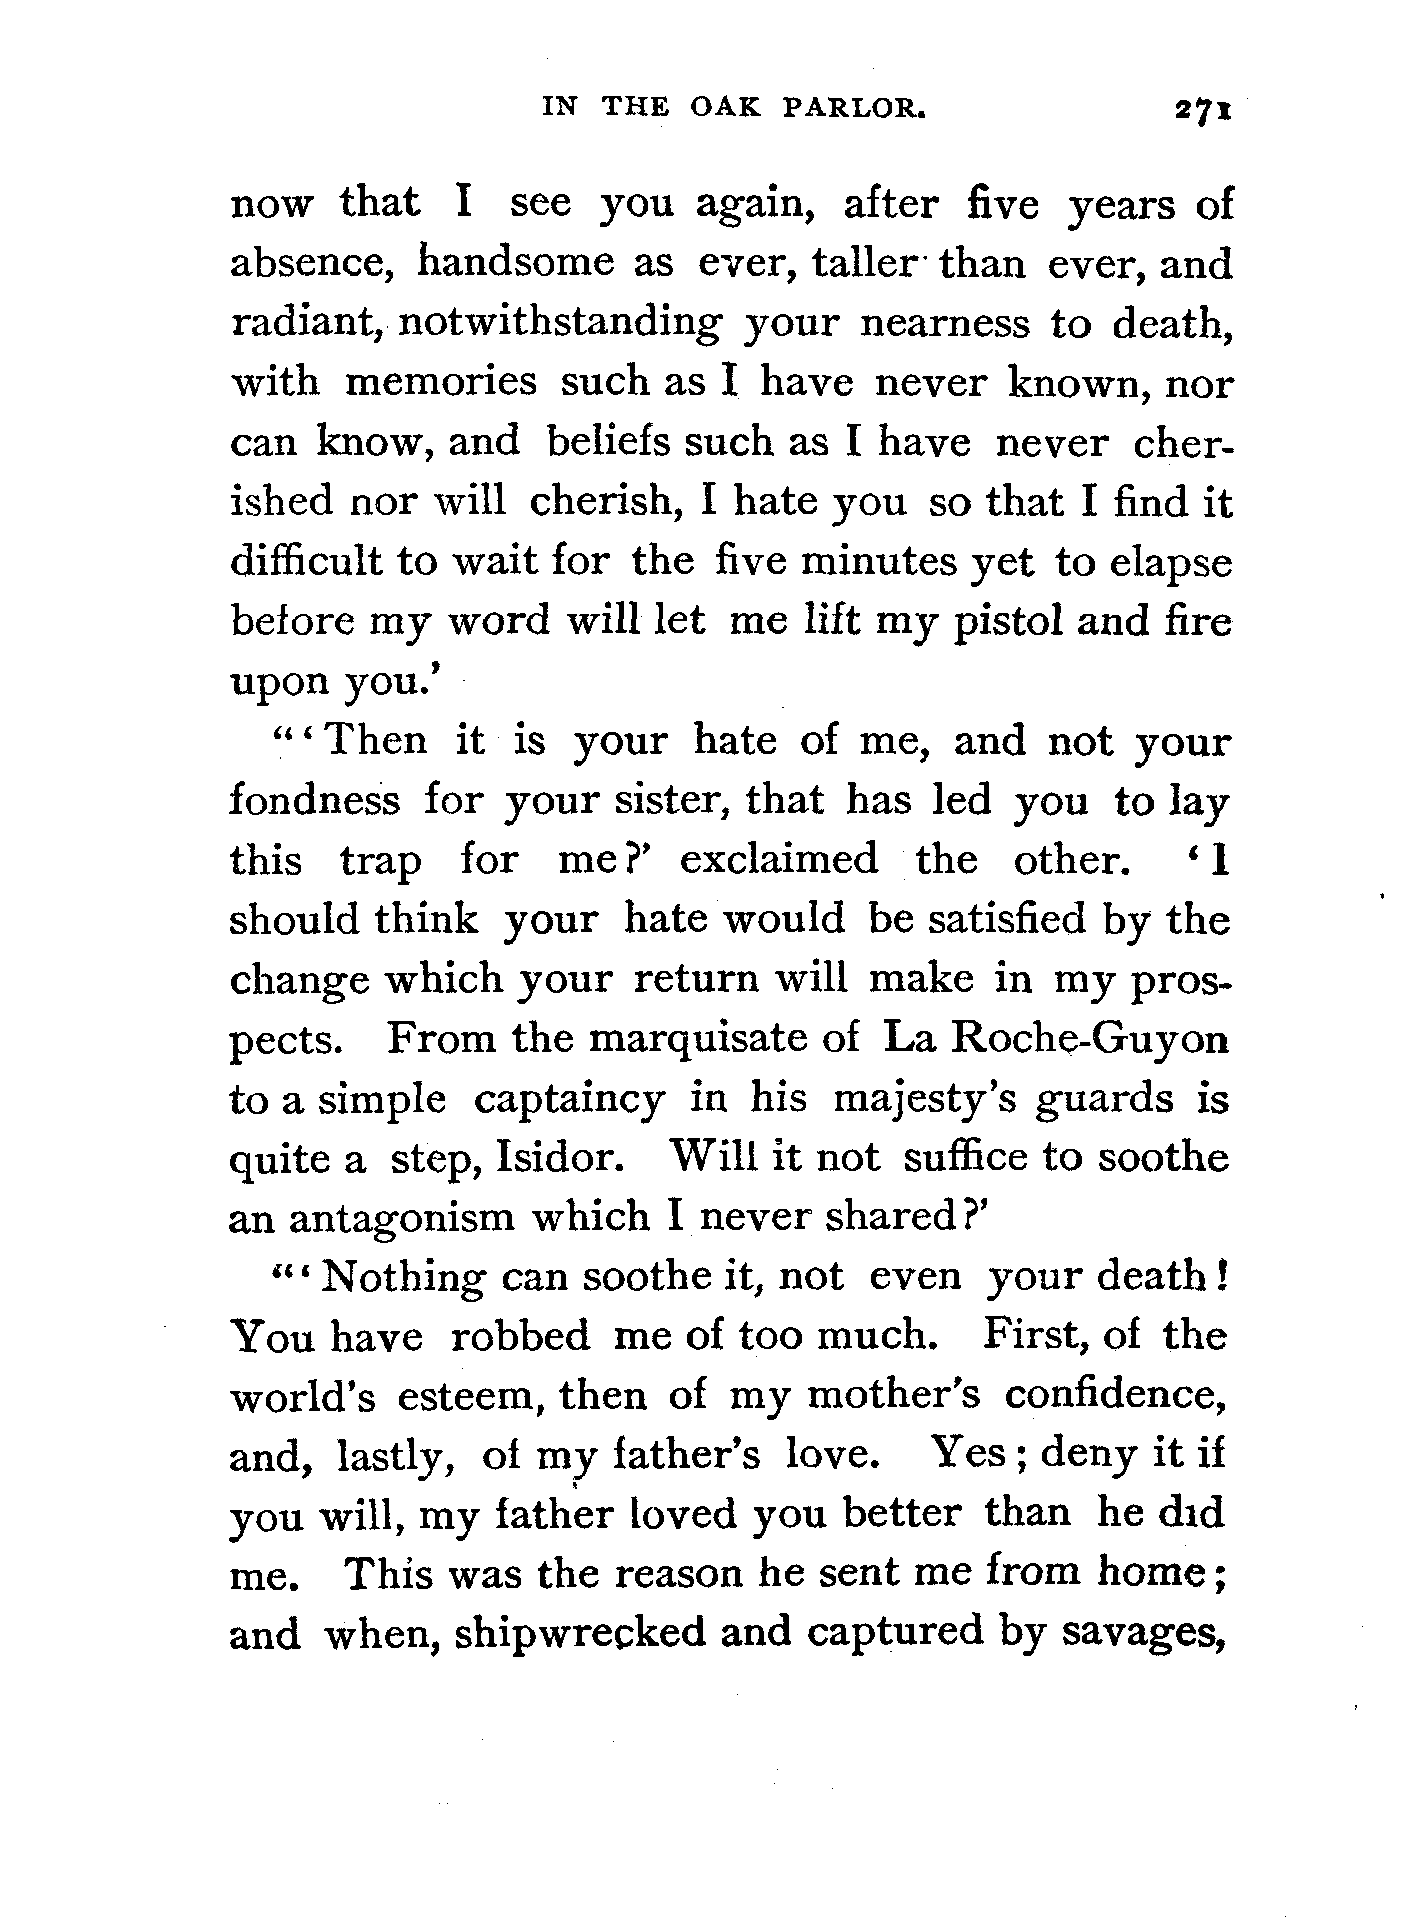 IN THE OAK PARLOR. 271
now that I see you again, after five years of
absence, handsome as ever, taller than ever, and
radiant, notwithstanding your nearness to death,
with memories such as I have never known, nor
can know, and beliefs such as I have never cher-
ished nor will cherish, I hate you so that I find it
difficult to wait for the five minutes yet to elapse
before my word will let me lift my pistol and fire
upon you.’
“‘Then it is your hate of me, and not your
fondness for your sister, that has led you to lay
this trap for me?’ exclaimed the other. ‘I
should think your hate would be satisfied by the
change which your return will make in my pros-
pects. From the marquisate of La Roche-Guyon
to a simple captaincy in his majesty’s guards is
quite a step, Isidor. Will it not suffice to soothe
an antagonism which I never shared?’
“‘Nothing can soothe it, not even your death!
You have robbed me of too much. First, of the
world’s esteem, then of my mother’s confidence,
and, lastly, of my father’s love. Yes; deny it if
you will, my father loved you better than he did
me. This was the reason he sent me from home;
and when, shipwrecked and captured by savages,